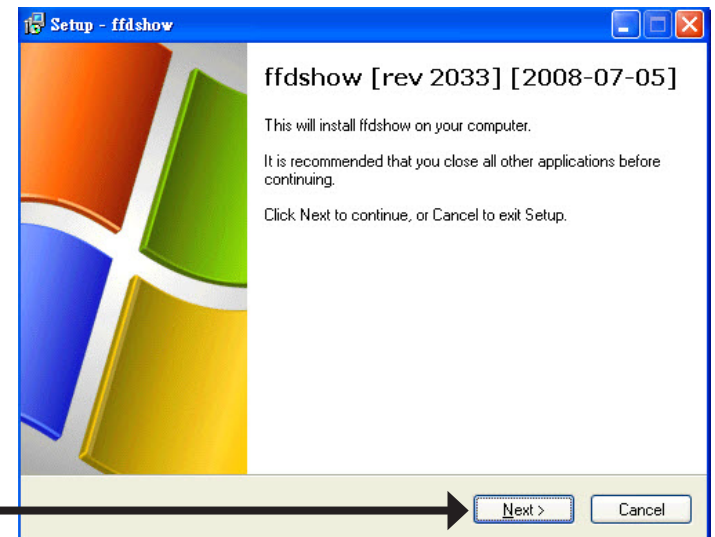 Setup - ffdshow
ffdshow [rev 2033] [2008-07-05]
This will install ffdshow on your computer.
It is recommended that you close all other applications before
continuing.
Click Next to continue, or Cancel to exit Setup.
Next > Cancel